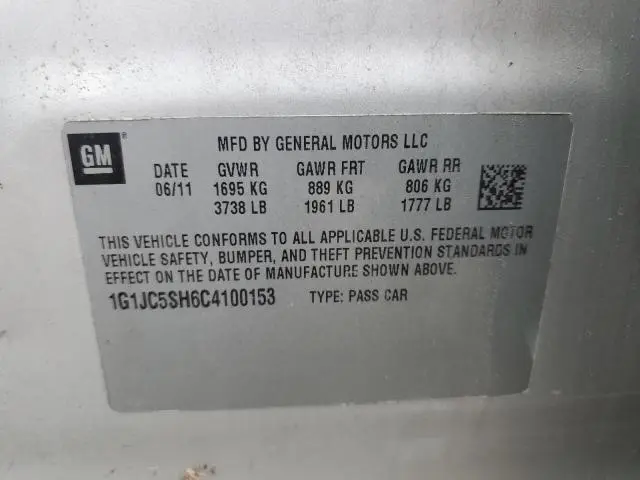 GM ® MFD BY GENERAL MOTORS LLC
DATE GVWR GAWR FRT GAWR RR
06/11 1695 KG 889 KG 806 KG
3738 LB 1961 LB 1777 LB
THIS VEHICLE CONFORMS TO ALL APPLICABLE U.S. FEDERAL MOTOR
VEHICLE SAFETY, BUMPER, AND THEFT PREVENTION STANDARDS IN
EFFECT ON THE DATE OF MANUFACTURE SHOWN ABOVE.
1G1JC5SH6C4100153 TYPE: PASS CAR